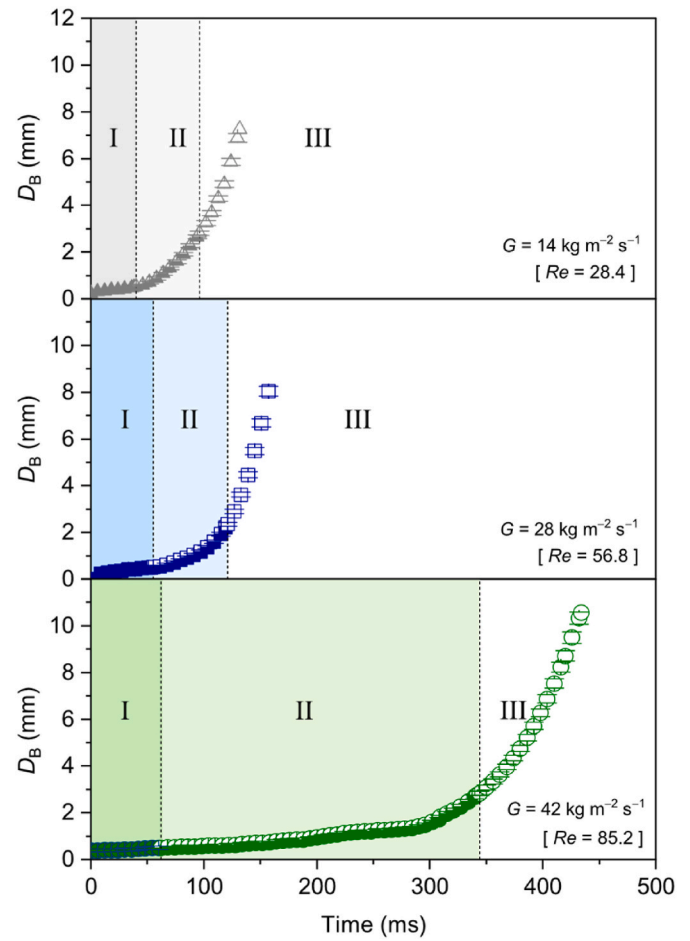 12
10
8
6
4
2
0
D_B (mm)
I II III
G = 14 kg m⁻² s⁻¹
[ Re = 28.4 ]
10
8
6
4
2
0
D_B (mm)
I II III
G = 28 kg m⁻² s⁻¹
[ Re = 56.8 ]
10
8
6
4
2
0
D_B (mm)
I II III
G = 42 kg m⁻² s⁻¹
[ Re = 85.2 ]
0 100 200 300 400 500
Time (ms)